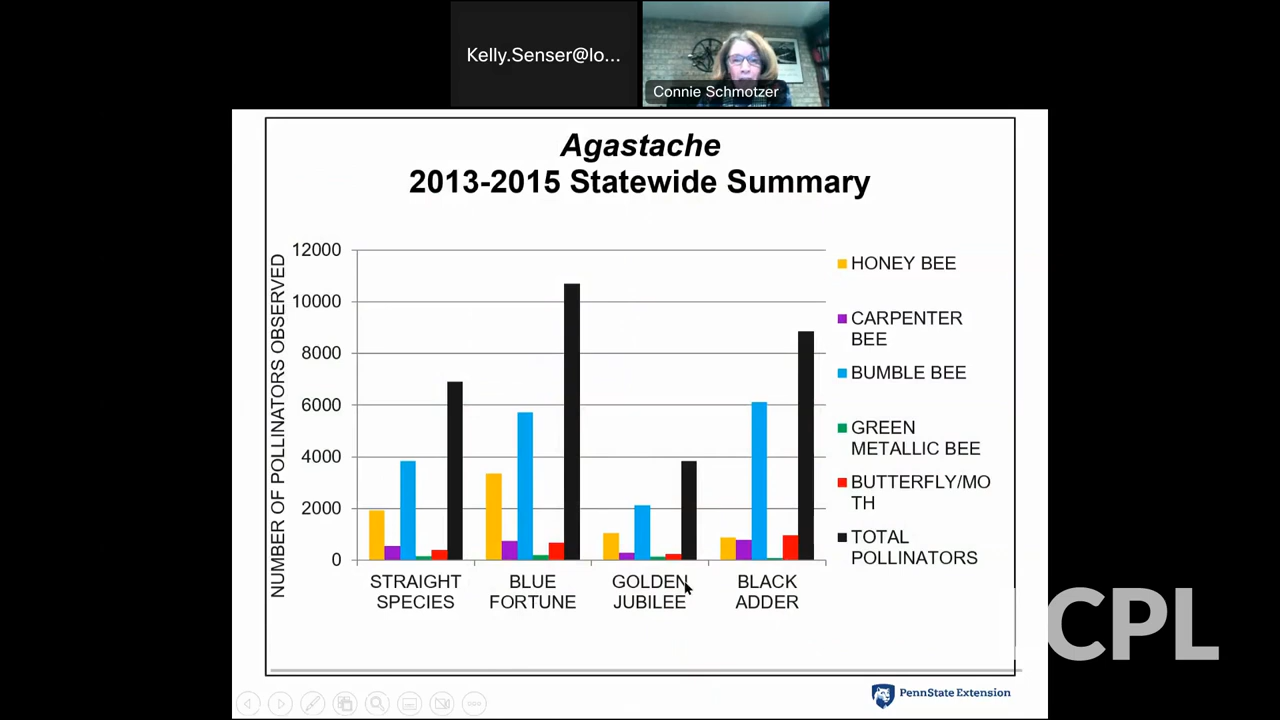 Kelly.Senser@lo...
Connie Schmotzer
Agastache
2013-2015 Statewide Summary
NUMBER OF POLLINATORS OBSERVED
12000
10000
8000
6000
4000
2000
0
STRAIGHT
SPECIES
BLUE
FORTUNE
GOLDEN
JUBILEE
BLACK
ADDER
HONEY BEE
CARPENTER
BEE
BUMBLE BEE
GREEN
METALLIC BEE
BUTTERFLY/MO
TH
TOTAL
POLLINATORS
LCPL
PennState Extension